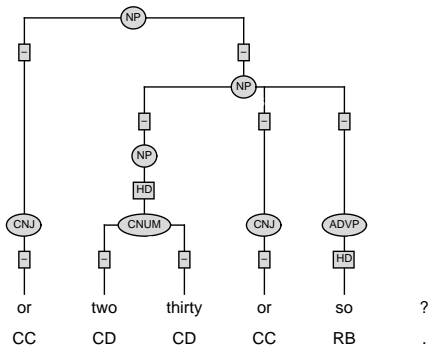 NP
– –
NP
– – –
NP
HD
CNJ CNUM CNJ ADVP
– – – – HD
or two thirty or so ?
CC CD CD CC RB .